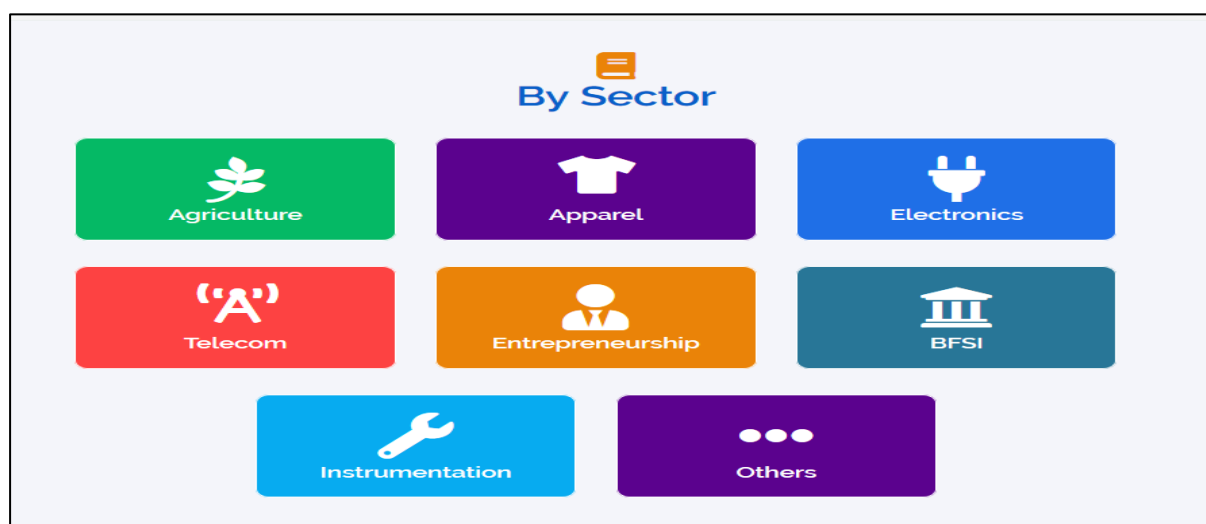 By Sector
Agriculture
Apparel
Electronics
Telecom
Entrepreneurship
BFSI
Instrumentation
Others